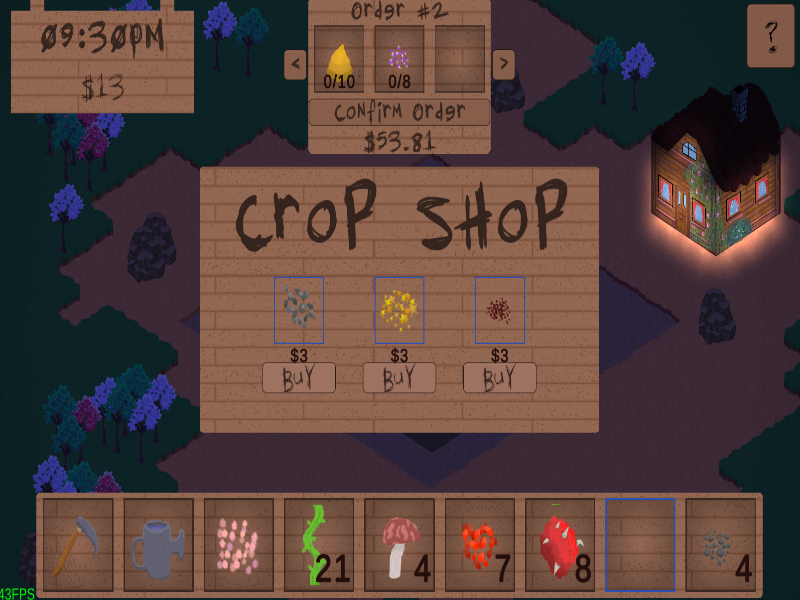 09:30PM
$13
Order #2
<
0/10
0/8
>
Confirm Order
$53.81
?
Crop Shop
$3
$3
$3
Buy
Buy
Buy
21
4
7
8
4
43FPS